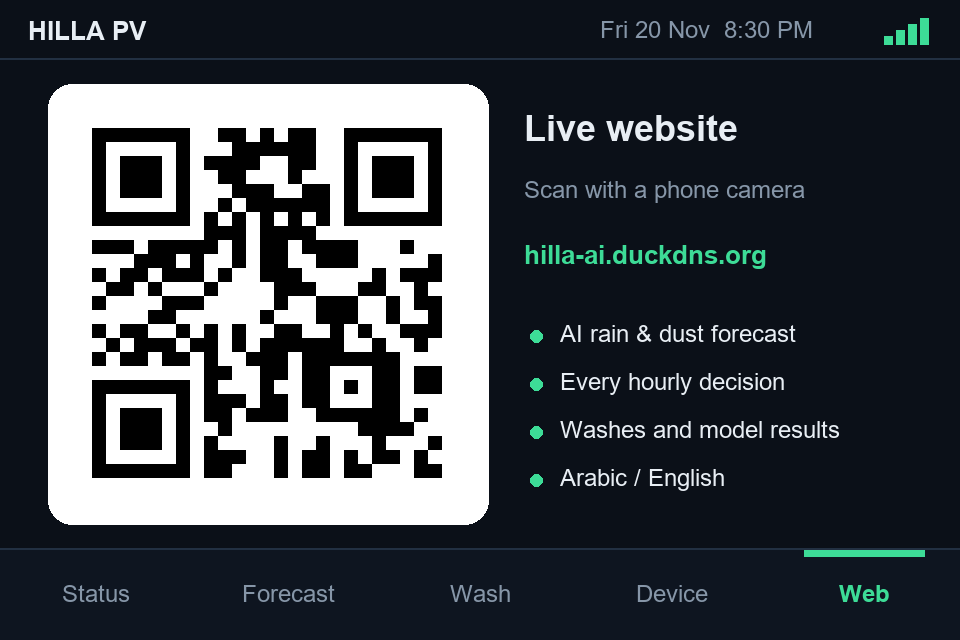 HILLA PV
Fri 20 Nov 8:30 PM
Live website
Scan with a phone camera
hilla-ai.duckdns.org
AI rain & dust forecast
Every hourly decision
Washes and model results
Arabic / English
Status
Forecast
Wash
Device
Web